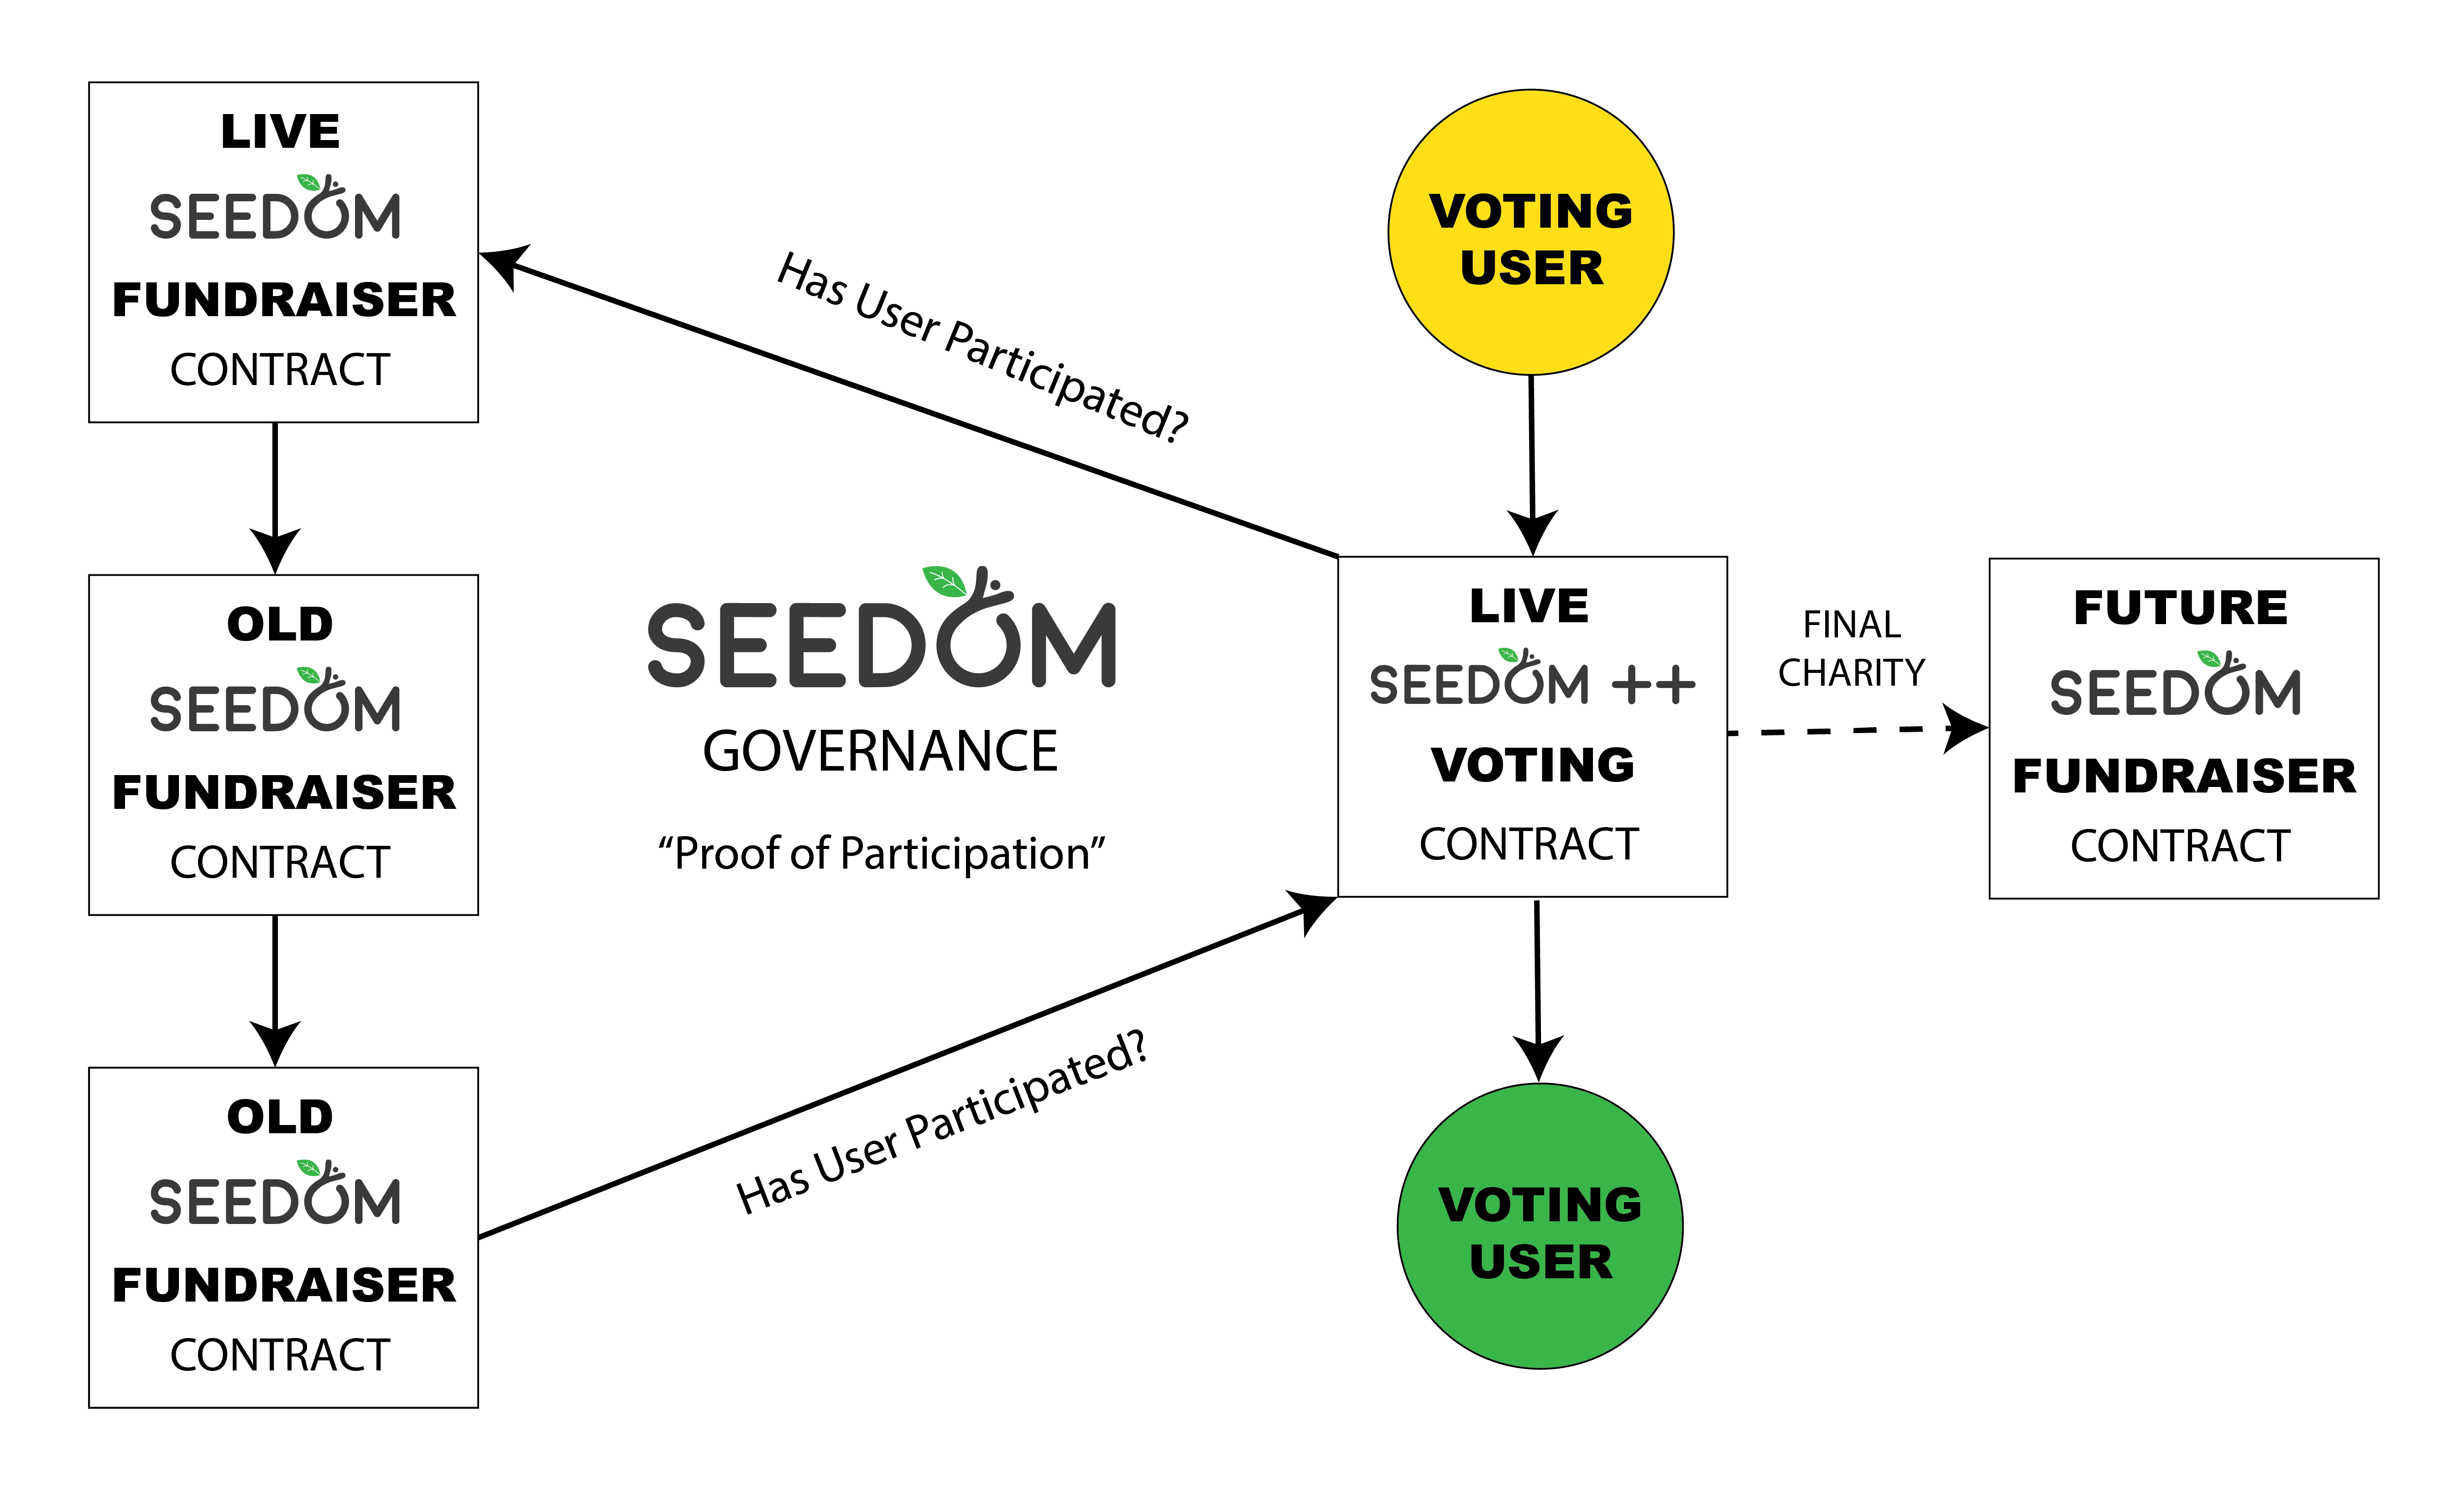 LIVE
SEEDOM
FUNDRAISER
CONTRACT
OLD
SEEDOM
FUNDRAISER
CONTRACT
OLD
SEEDOM
FUNDRAISER
CONTRACT
Has User Participated?
SEEDOM
GOVERNANCE
“Proof of Participation”
Has User Participated?
VOTING
USER
LIVE
SEEDOM ++
VOTING
CONTRACT
VOTING
USER
FINAL
CHARITY
FUTURE
SEEDOM
FUNDRAISER
CONTRACT